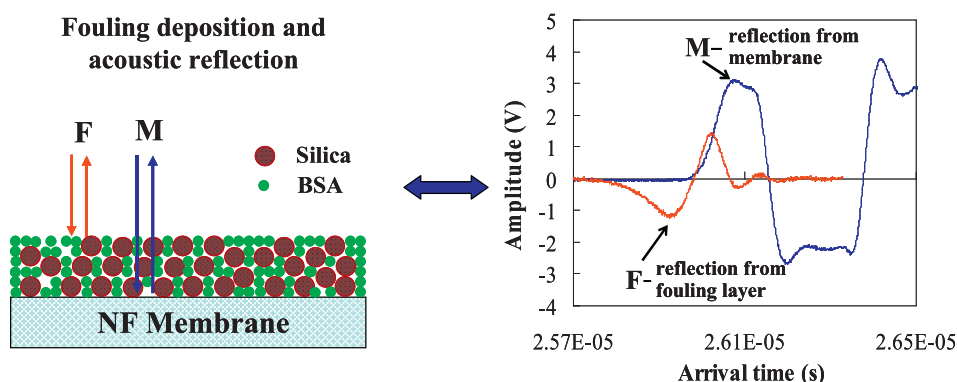 Fouling deposition and
acoustic reflection
F
M
Silica
BSA
NF Membrane
4
3
2
1
0
-1
-2
-3
-4
Amplitude (V)
M– reflection from
membrane
F– reflection from
fouling layer
2.57E-05
2.61E-05
2.65E-05
Arrival time (s)